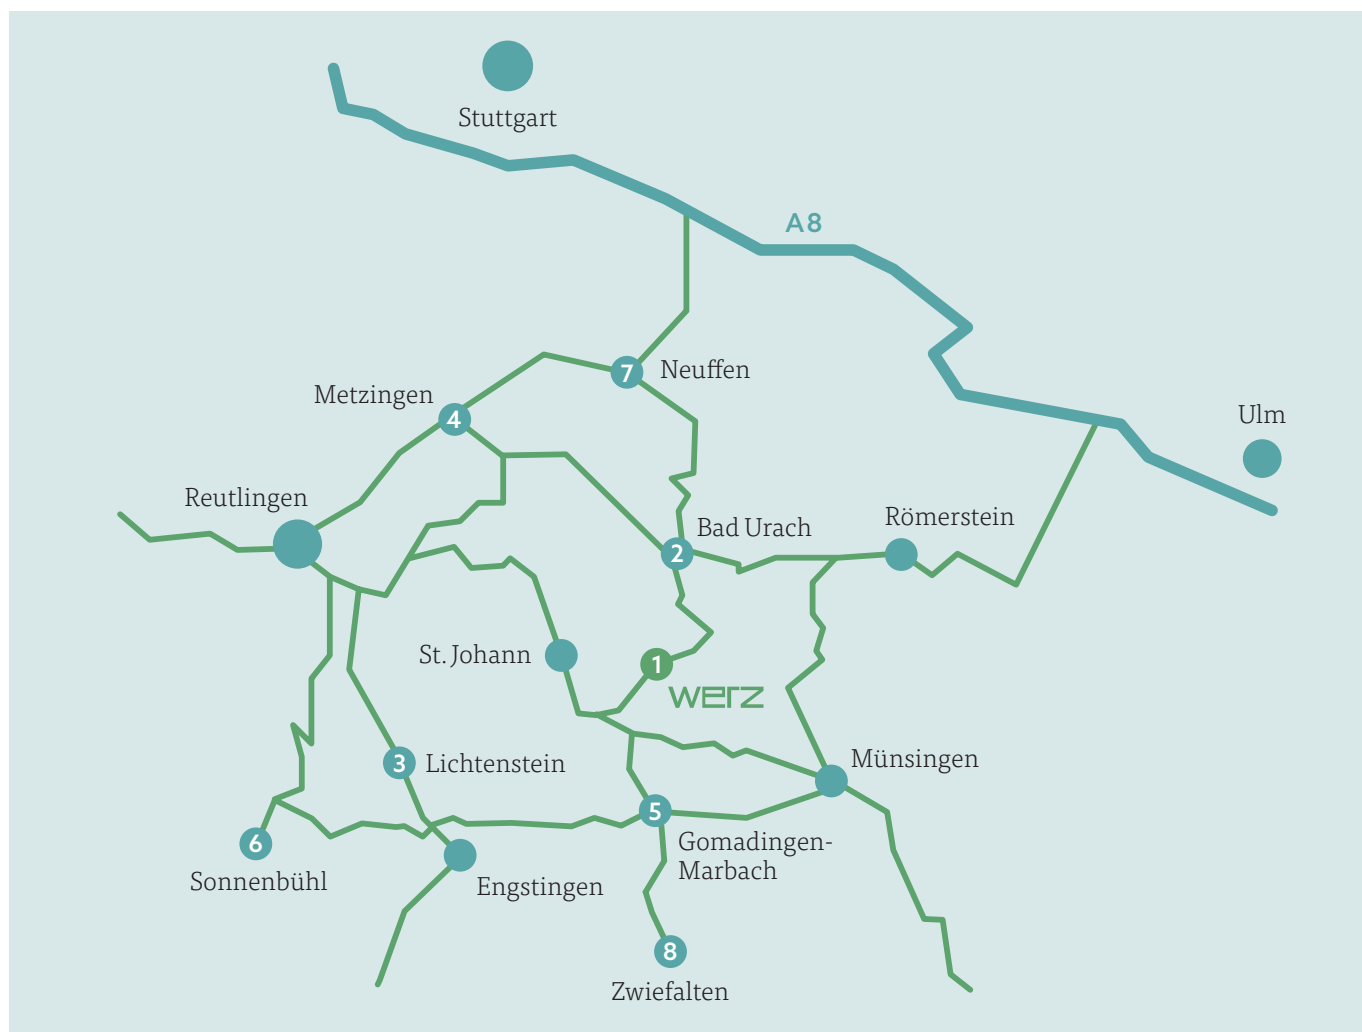 Stuttgart
A8
7
Neuffen
Metzingen
4
Ulm
Reutlingen
2
Bad Urach
Römerstein
St. Johann
1
werz
3
Lichtenstein
Münsingen
5
6
Gomadingen-
Marbach
Sonnenbühl
Engstingen
8
Zwiefalten